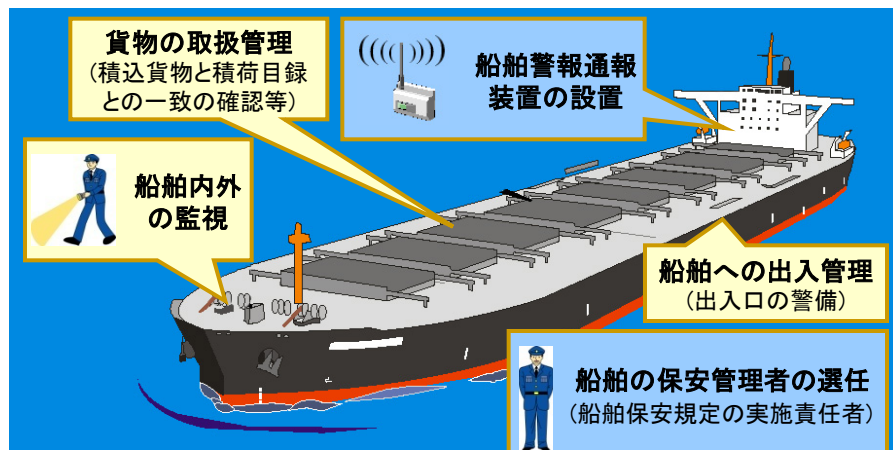 貨物の取扱管理
(積込貨物と積荷目録
との一致の確認等)
船舶警報通報
装置の設置
船舶内外
の監視
船舶への出入管理
(出入口の警備)
船舶の保安管理者の選任
(船舶保安規定の実施責任者)